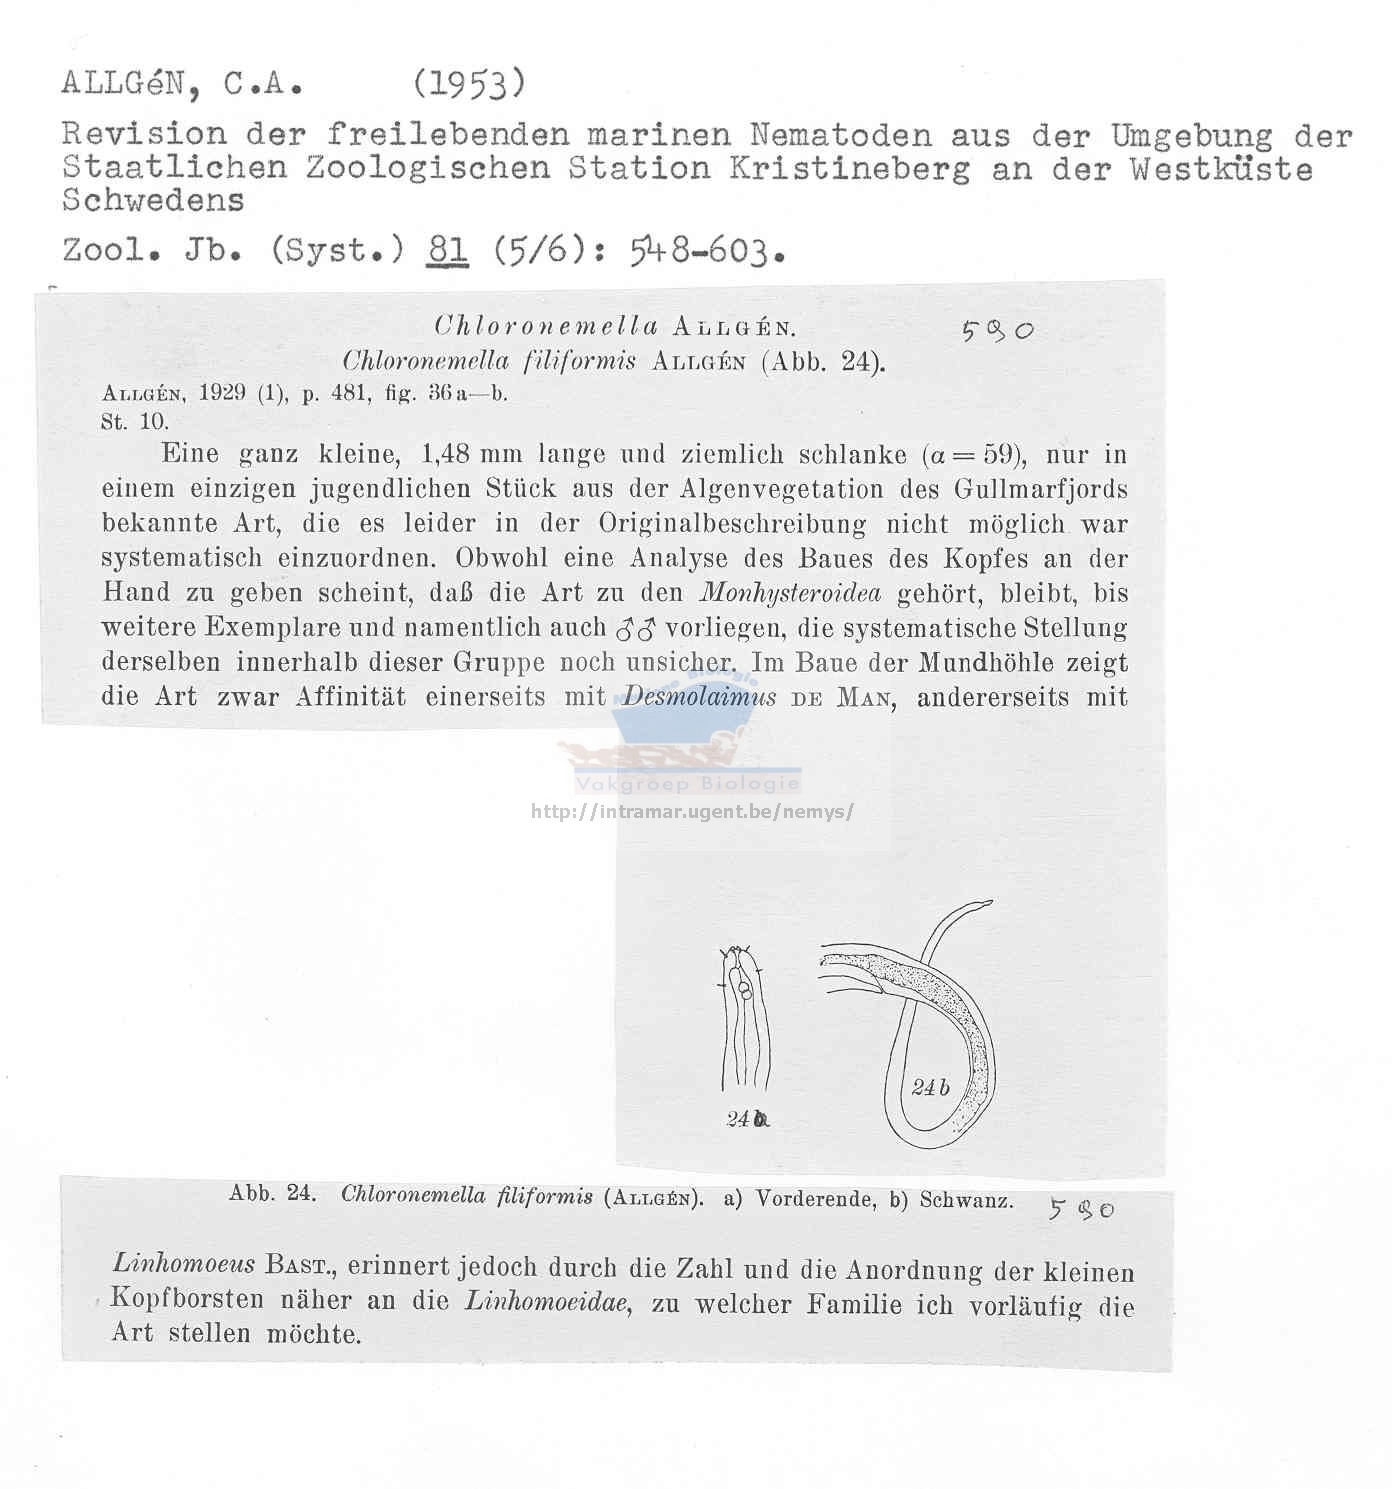 ALLGéN, C.A. (1953)
Revision der freilebenden marinen Nematoden aus der Umgebung der
Staatlichen Zoologischen Station Kristineberg an der Westküste
Schwedens
Zool. Jb. (Syst.) 81 (5/6): 548-603.
Chloronemella ALLGÉN. 590
Chloronemella filiformis ALLGÉN (Abb. 24).
ALLGÉN, 1929 (1), p. 481, fig. 36a—b.
St. 10.
Eine ganz kleine, 1,48 mm lange und ziemlich schlanke (α = 59), nur in
einem einzigen jugendlichen Stück aus der Algenvegetation des Gullmarfjords
bekannte Art, die es leider in der Originalbeschreibung nicht möglich war
systematisch einzuordnen. Obwohl eine Analyse des Baues des Kopfes an der
Hand zu geben scheint, daß die Art zu den Monhysteroidea gehört, bleibt, bis
weitere Exemplare und namentlich auch ♂♂ vorliegen, die systematische Stellung
derselben innerhalb dieser Gruppe noch unsicher. Im Baue der Mundhöhle zeigt
die Art zwar Affinität einerseits mit Desmolaimus DE MAN, andererseits mit
Biologie
Vakgroep Biologie
http://intramar.ugent.be/nemys/
24b
24a
Abb. 24. Chloronemella filiformis (ALLGÉN). a) Vorderende, b) Schwanz. 590
Linhomoeus BAST., erinnert jedoch durch die Zahl und die Anordnung der kleinen
Kopfborsten näher an die Linhomoeidae, zu welcher Familie ich vorläufig die
Art stellen möchte.